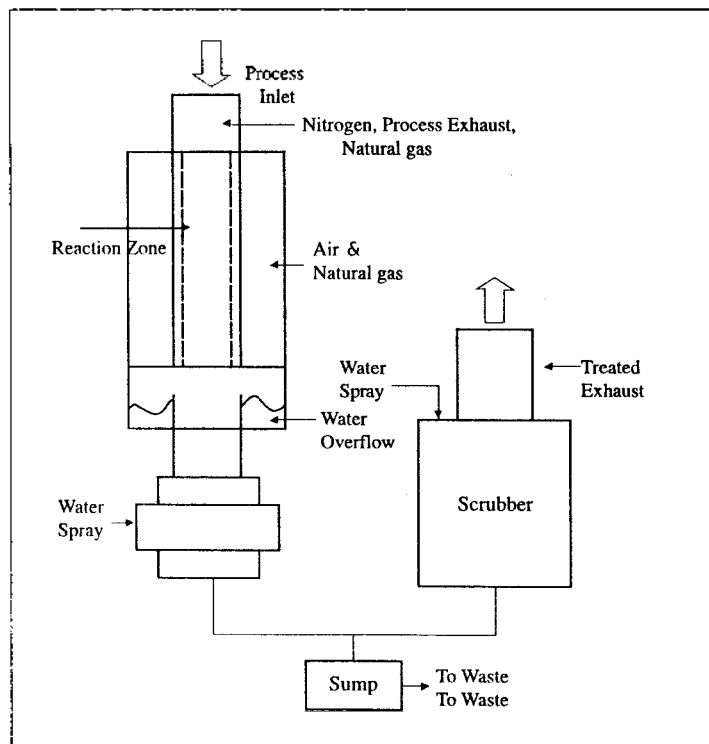 Process
Inlet
Nitrogen, Process Exhaust,
Natural gas
Reaction Zone
Air &
Natural gas
Water
Spray
Treated
Exhaust
Water
Overflow
Water
Spray
Scrubber
Sump
To Waste
To Waste